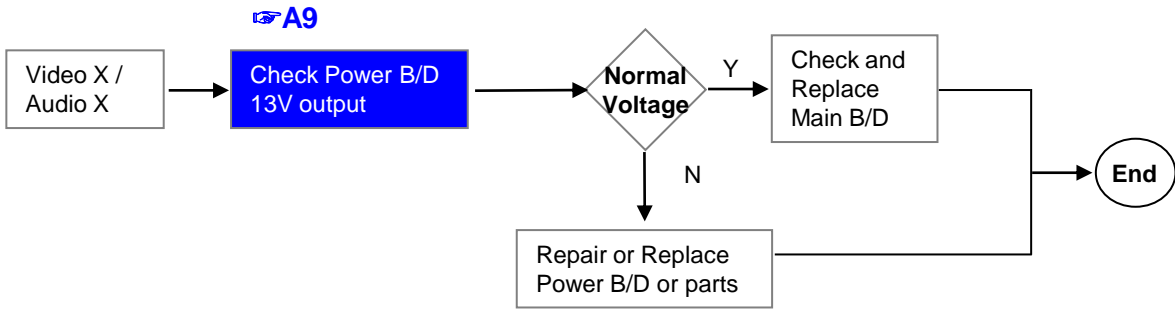 ☞A9
Video X /
Audio X
Check Power B/D
13V output
Normal
Voltage
Y
Check and
Replace
Main B/D
N
Repair or Replace
Power B/D or parts
End